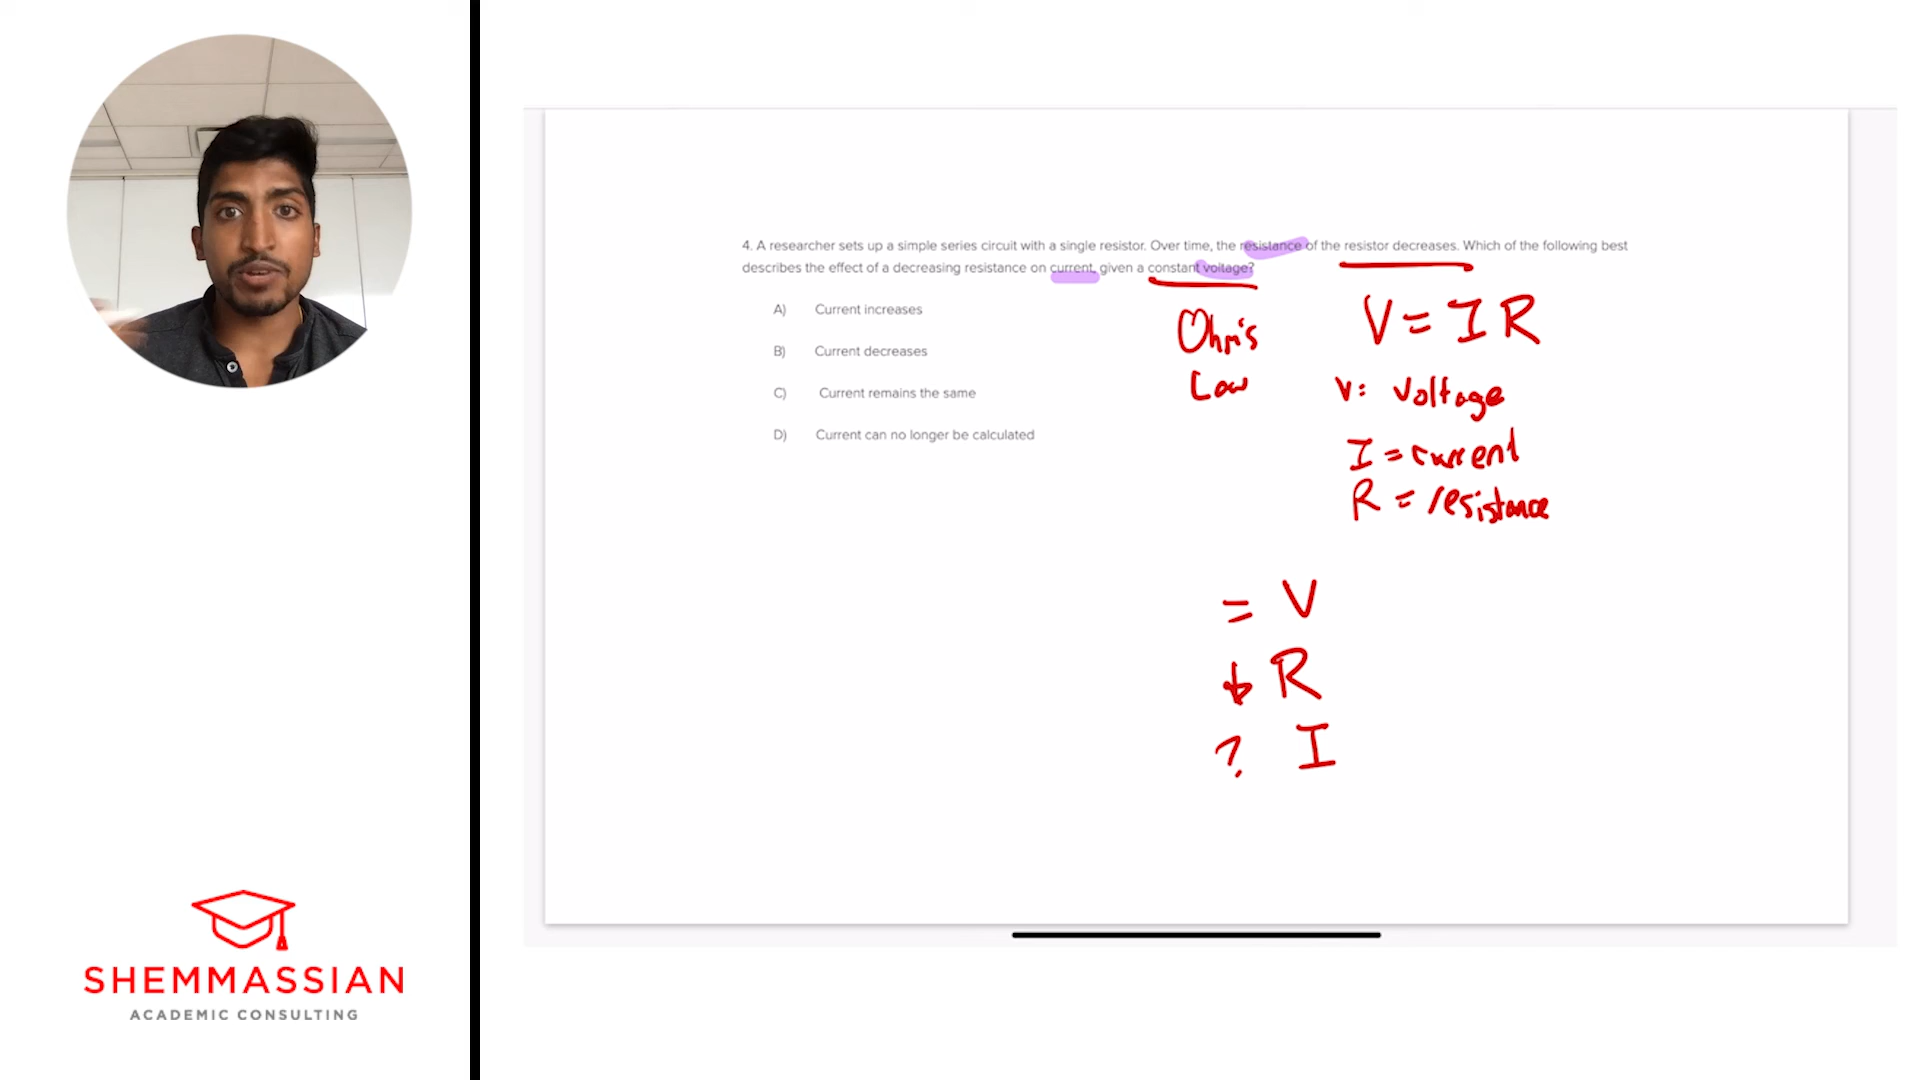 4. A researcher sets up a simple series circuit with a single resistor. Over time, the resistance of the resistor decreases. Which of the following best
describes the effect of a decreasing resistance on current, given a constant voltage?
A) Current increases
B) Current decreases
C) Current remains the same
D) Current can no longer be calculated
Ohm's
Law
V = I R
V: Voltage
I = current
R = resistance
= V
↓ R
? I
SHEMMASSIAN
ACADEMIC CONSULTING